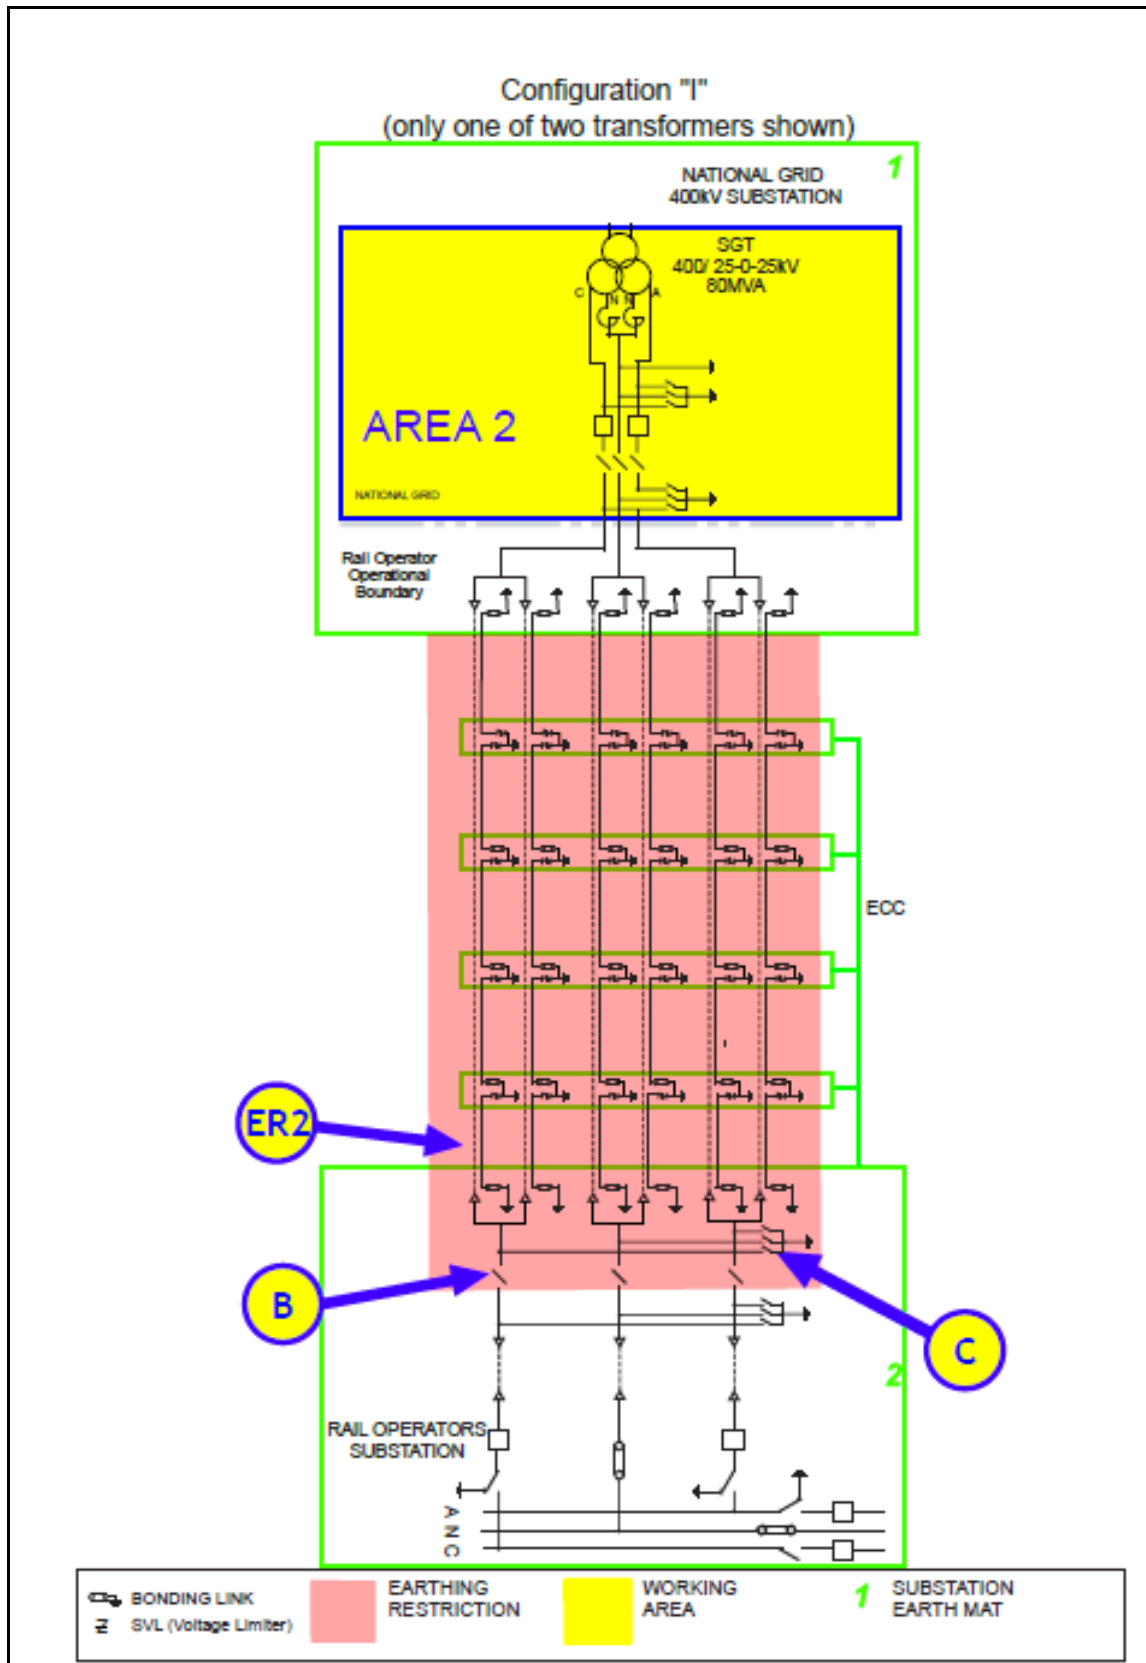 Configuration "I"
(only one of two transformers shown)
1
NATIONAL GRID
400kV SUBSTATION
SGT
400/ 25-0-25kV
80MVA
C
N
N
A
AREA 2
NATIONAL GRID
Rail Operator
Operational
Boundary
ECC
ER2
B
C
2
RAIL OPERATORS
SUBSTATION
A
N
C
BONDING LINK
SVL (Voltage Limiter)
EARTHING
RESTRICTION
WORKING
AREA
1
SUBSTATION
EARTH MAT